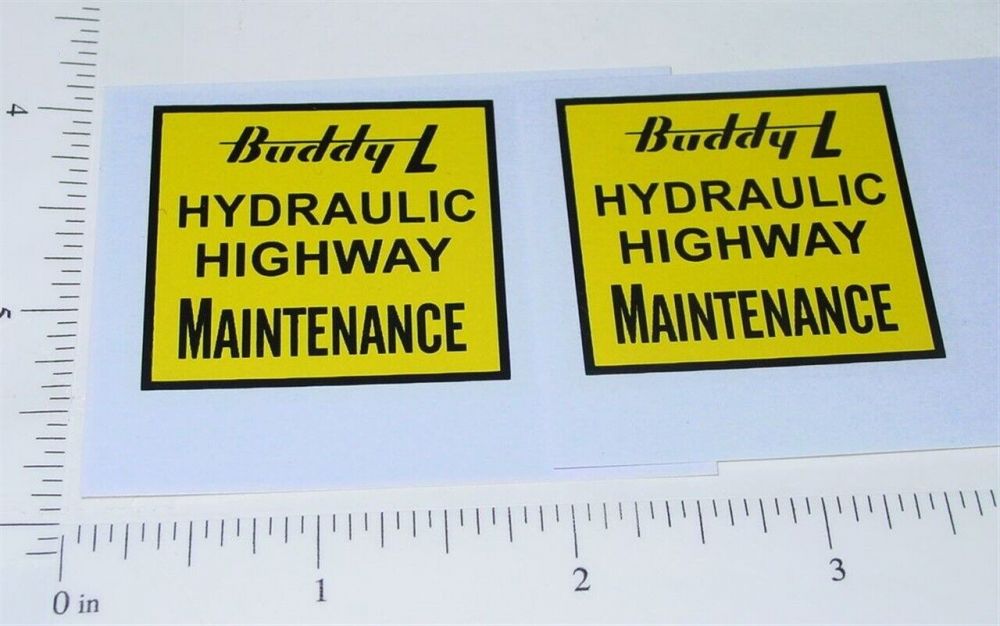 Buddy L
HYDRAULIC
HIGHWAY
MAINTENANCE
Buddy L
HYDRAULIC
HIGHWAY
MAINTENANCE
4
5
0 in
1
2
3